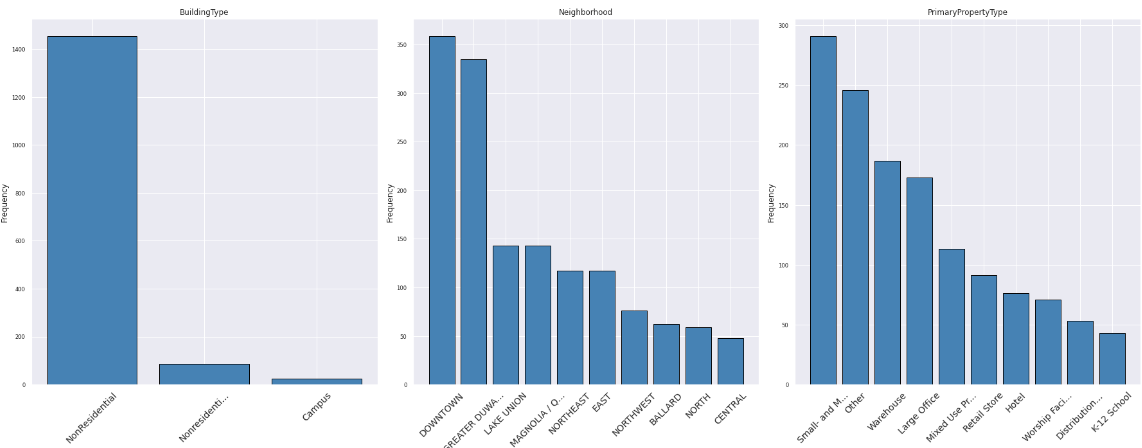 BuildingType
Frequency
1400
1200
1000
800
600
400
200
0
NonResidential
Nonresidenti...
Campus
Neighborhood
Frequency
350
300
250
200
150
100
50
0
DOWNTOWN
GREATER DUWA...
LAKE UNION
MAGNOLIA / Q...
NORTHEAST
EAST
NORTHWEST
BALLARD
NORTH
CENTRAL
PrimaryPropertyType
Frequency
300
250
200
150
100
50
0
Small- and M...
Other
Warehouse
Large Office
Mixed Use Pr...
Retail Store
Hotel
Worship Faci...
Distribution...
K-12 School